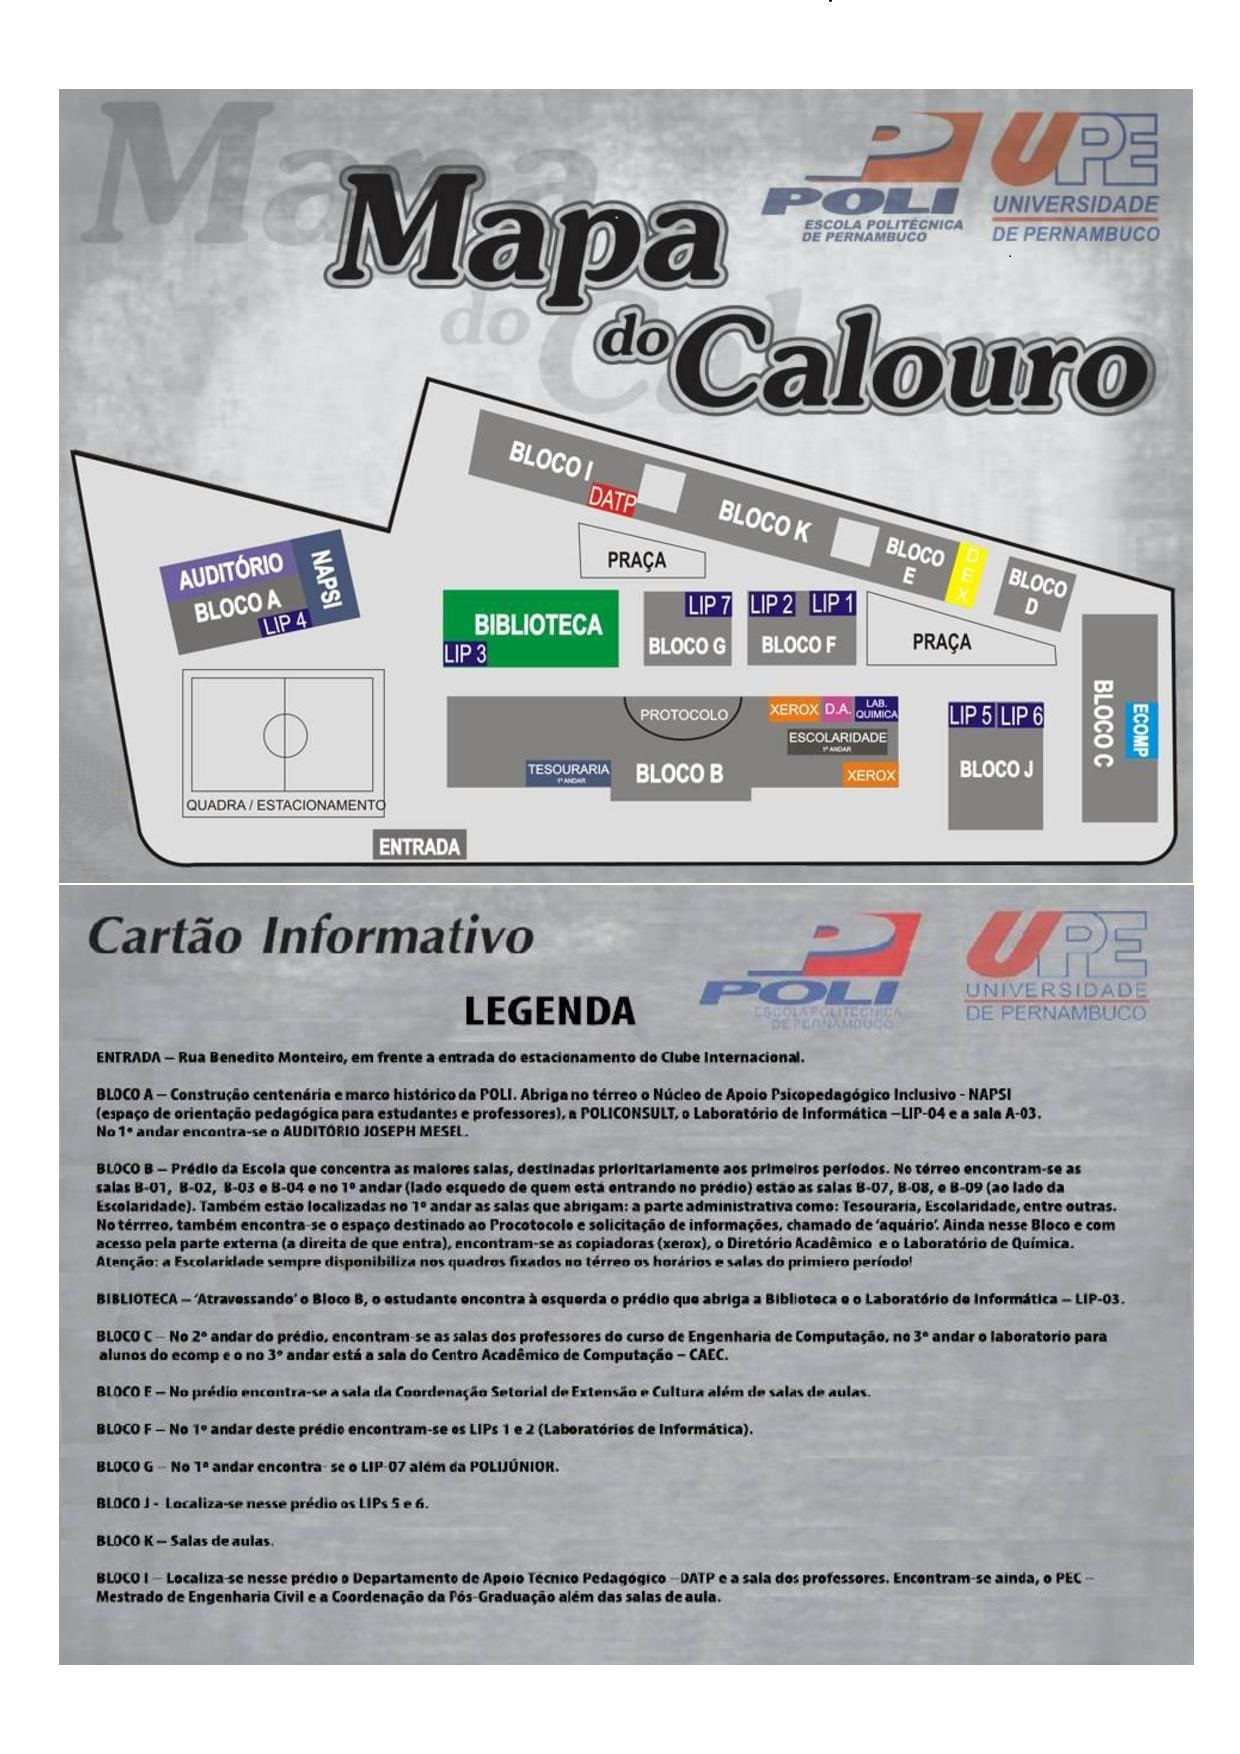 Mapa
do Calouro
POLI
ESCOLA POLITÉCNICA
DE PERNAMBUCO
UPE
UNIVERSIDADE
DE PERNAMBUCO
Mapa
do Calouro
BLOCO I
DATP
BLOCO K
BLOCO E
DEX
BLOCO D
PRAÇA
AUDITÓRIO
NAPSI
BLOCO A
LIP 4
BIBLIOTECA
LIP 3
LIP 7
BLOCO G
LIP 2
LIP 1
BLOCO F
PRAÇA
BLOCO C
ECOMP
PROTOCOLO
XEROX
D.A.
LAB.
QUIMICA
ESCOLARIDADE
1º ANDAR
TESOURARIA
1º ANDAR
BLOCO B
XEROX
LIP 5
LIP 6
BLOCO J
QUADRA / ESTACIONAMENTO
ENTRADA
Cartão Informativo
POLI
ESCOLA POLITÉCNICA
DE PERNAMBUCO
UPE
UNIVERSIDADE
DE PERNAMBUCO
LEGENDA
ENTRADA – Rua Benedito Monteiro, em frente a entrada do estacionamento do Clube Internacional.
BLOCO A – Construção centenária e marco histórico da POLI. Abriga no térreo o Núcleo de Apoio Psicopedagógico Inclusivo - NAPSI
(espaço de orientação pedagógica para estudantes e professores), a POLICONSULT, o Laboratório de Informática –LIP-04 e a sala A-03.
No 1º andar encontra-se o AUDITÓRIO JOSEPH MESEL.
BLOCO B – Prédio da Escola que concentra as maiores salas, destinadas prioritariamente aos primeiros períodos. No térreo encontram-se as
salas B-01, B-02, B-03 e B-04 e no 1º andar (lado esquedo de quem está entrando no prédio) estão as salas B-07, B-08, e B-09 (ao lado da
Escolaridade). Também estão localizadas no 1º andar as salas que abrigam: a parte administrativa como: Tesouraria, Escolaridade, entre outras.
No térrreo, também encontra-se o espaço destinado ao Procotocolo e solicitação de informações, chamado de 'aquário'. Ainda nesse Bloco e com
acesso pela parte externa (a direita de que entra), encontram-se as copiadoras (xerox), o Diretório Acadêmico e o Laboratório de Química.
Atenção: a Escolaridade sempre disponibiliza nos quadros fixados no térreo os horários e salas do primiero período!
BIBLIOTECA – 'Atravessando' o Bloco B, o estudante encontra à esquerda o prédio que abriga a Biblioteca e o Laboratório de Informática – LIP-03.
BLOCO C – No 2º andar do prédio, encontram-se as salas dos professores do curso de Engenharia de Computação, no 3º andar o laboratorio para
alunos do ecomp e o no 3º andar está a sala do Centro Acadêmico de Computação – CAEC.
BLOCO E – No prédio encontra-se a sala da Coordenação Setorial de Extensão e Cultura além de salas de aulas.
BLOCO F – No 1º andar deste prédio encontram-se os LIPs 1 e 2 (Laboratórios de Informática).
BLOCO G – No 1º andar encontra- se o LIP-07 além da POLIJÚNIOR.
BLOCO J - Localiza-se nesse prédio os LIPs 5 e 6.
BLOCO K – Salas de aulas.
BLOCO I – Localiza-se nesse prédio o Departamento de Apoio Técnico Pedagógico –DATP e a sala dos professores. Encontram-se ainda, o PEC –
Mestrado de Engenharia Civil e a Coordenação da Pós-Graduação além das salas de aula.